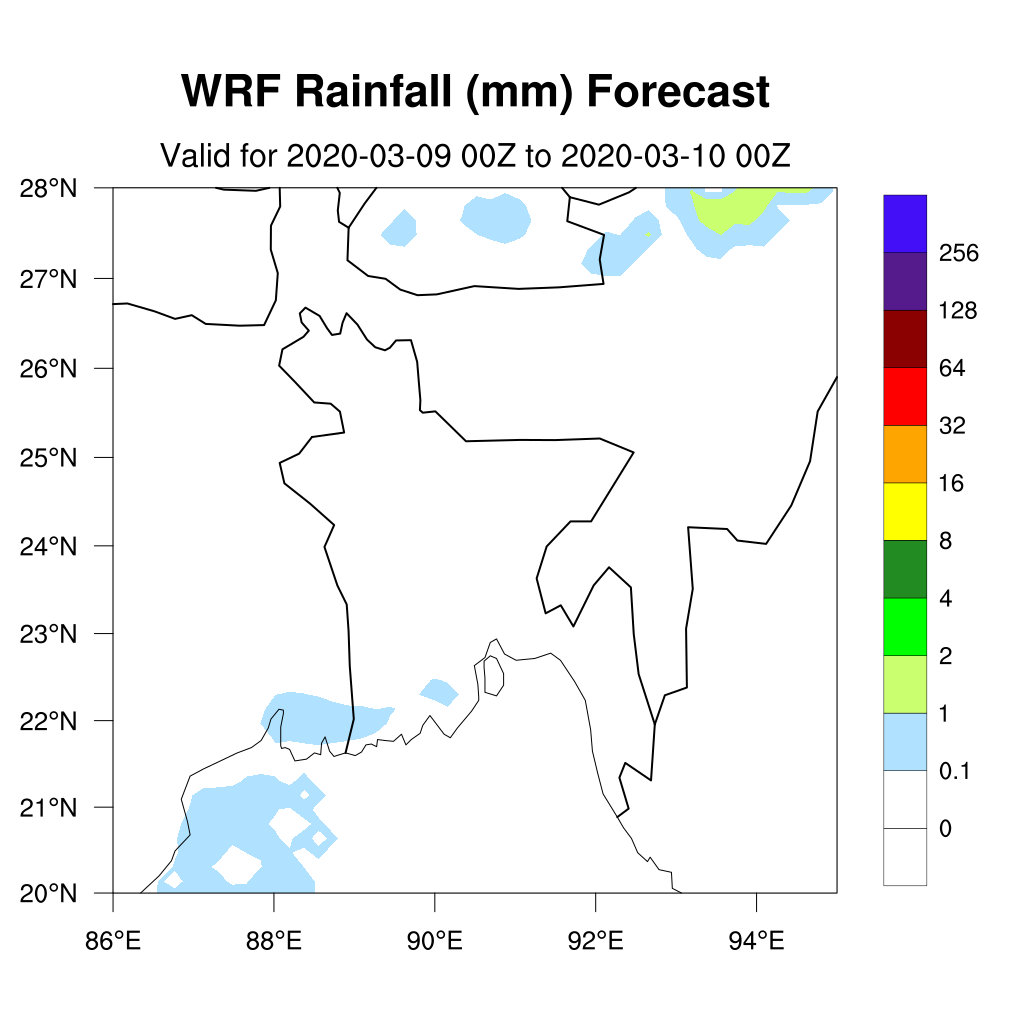 WRF Rainfall (mm) Forecast
Valid for 2020-03-09 00Z to 2020-03-10 00Z
28°N
27°N
26°N
25°N
24°N
23°N
22°N
21°N
20°N
86°E 88°E 90°E 92°E 94°E
256
128
64
32
16
8
4
2
1
0.1
0